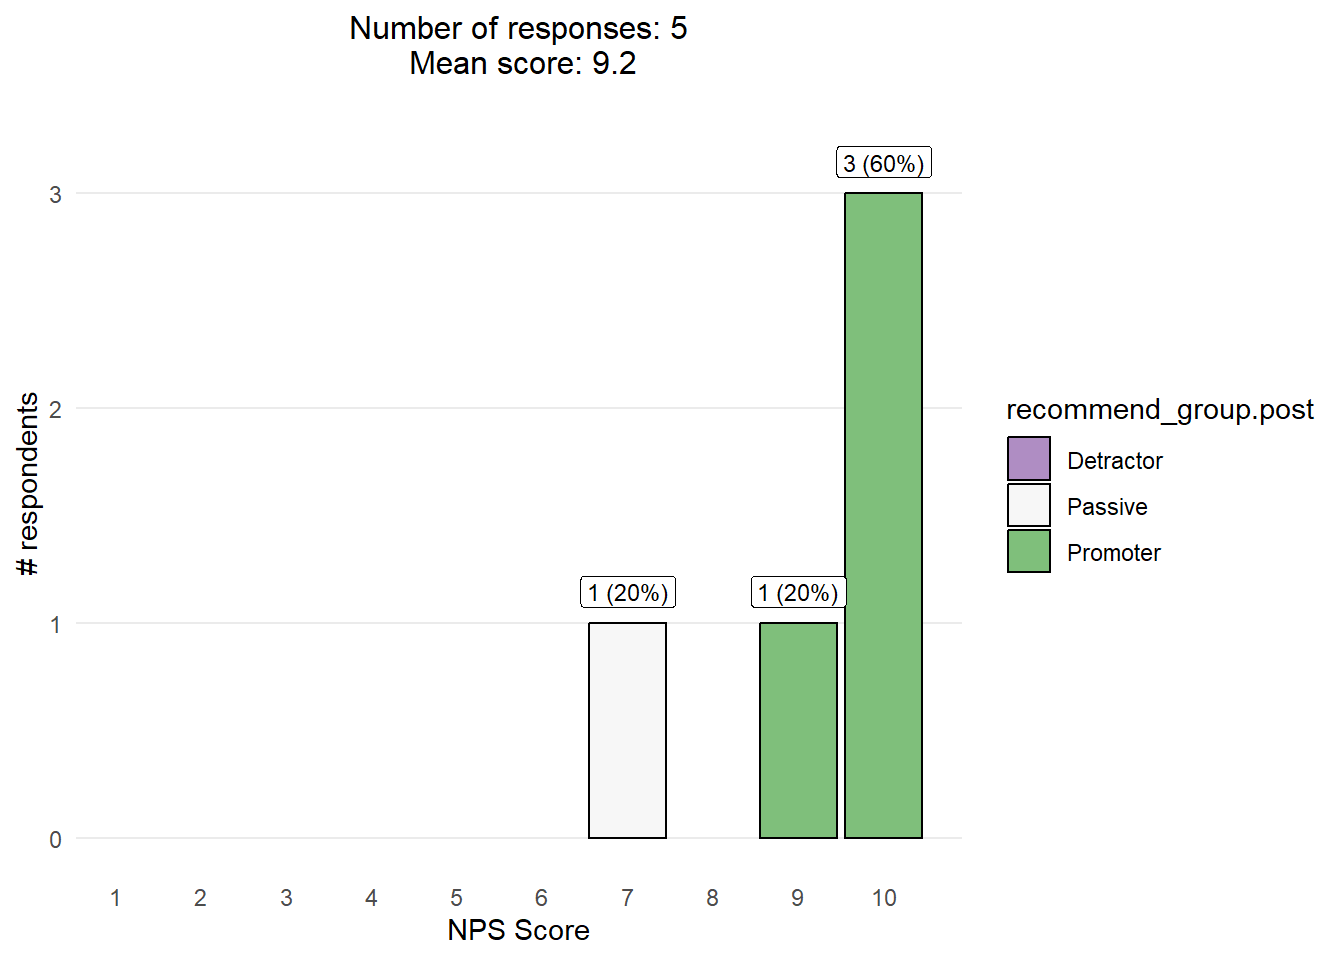 Number of responses: 5
Mean score: 9.2
3 (60%)
1 (20%)
1 (20%)
3
2
1
0
# respondents
1 2 3 4 5 6 7 8 9 10
NPS Score
recommend_group.post
Detractor
Passive
Promoter